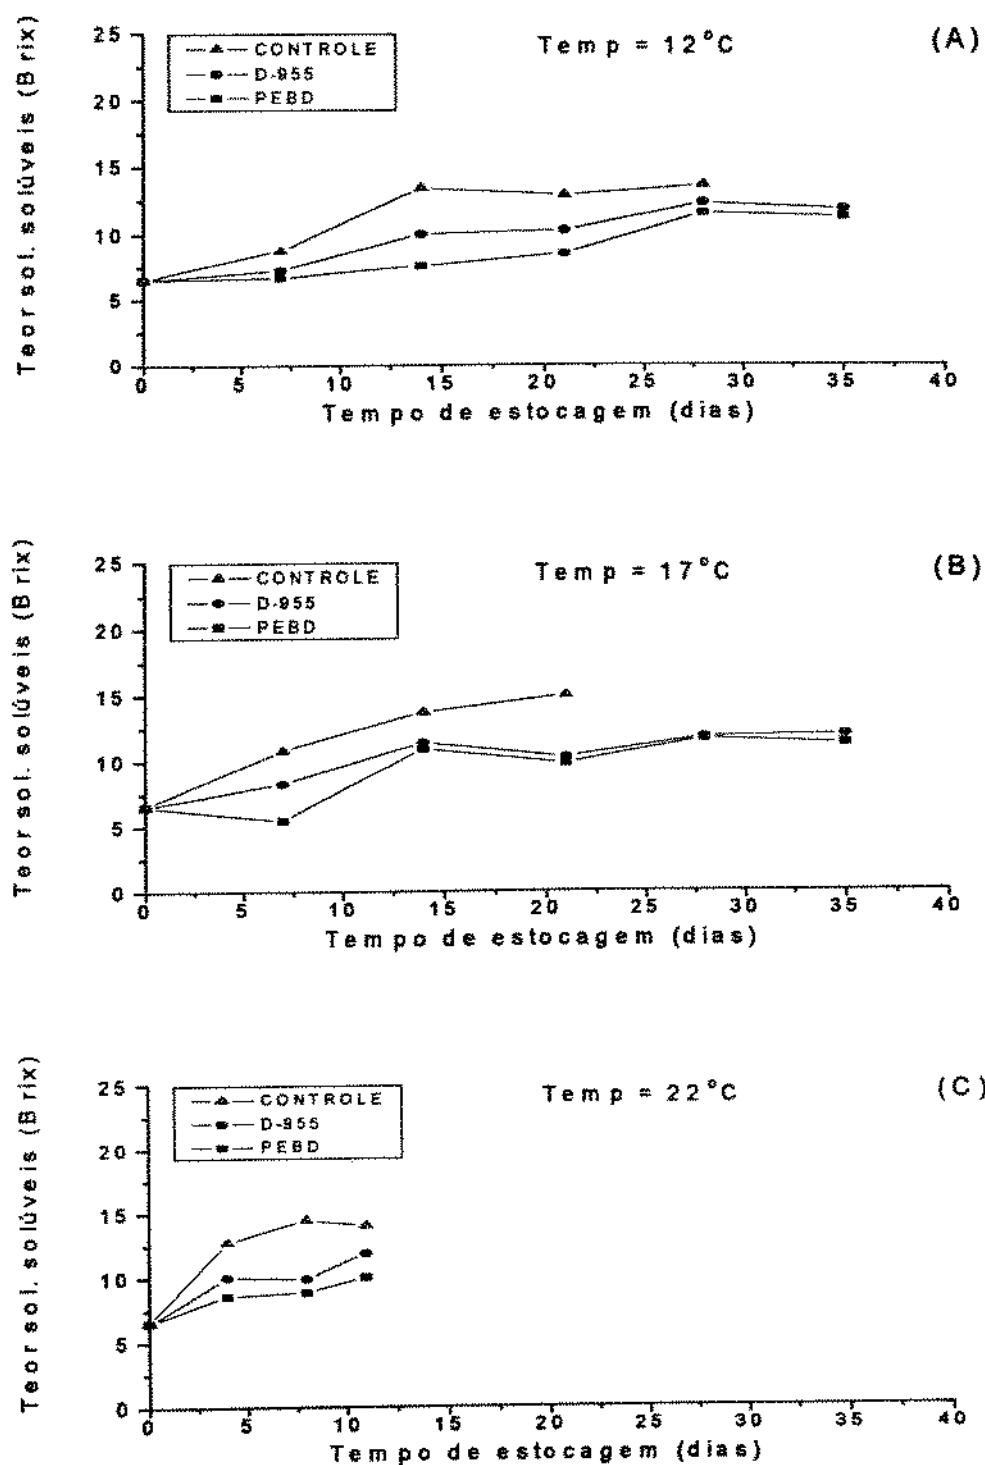 (A)
Temp = 12°C
CONTROLE
D-955
PEBD
Teor sol. solúveis (Brix)
25
20
15
10
5
0
0 5 10 15 20 25 30 35 40
Tempo de estocagem (dias)
(B)
Temp = 17°C
CONTROLE
D-955
PEBD
Teor sol. solúveis (Brix)
25
20
15
10
5
0
0 5 10 15 20 25 30 35 40
Tempo de estocagem (dias)
(C)
Temp = 22°C
CONTROLE
D-955
PEBD
Teor sol. solúveis (Brix)
25
20
15
10
5
0
0 5 10 15 20 25 30 35 40
Tempo de estocagem (dias)